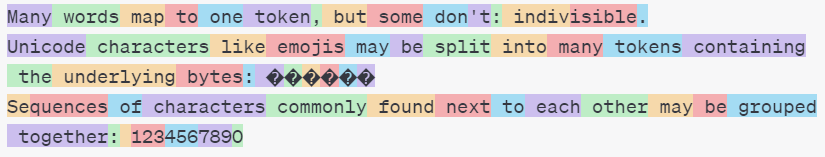 Many words map to one token, but some don't: indivisible.
Unicode characters like emojis may be split into many tokens containing
the underlying bytes: ������
Sequences of characters commonly found next to each other may be grouped
together: 1234567890